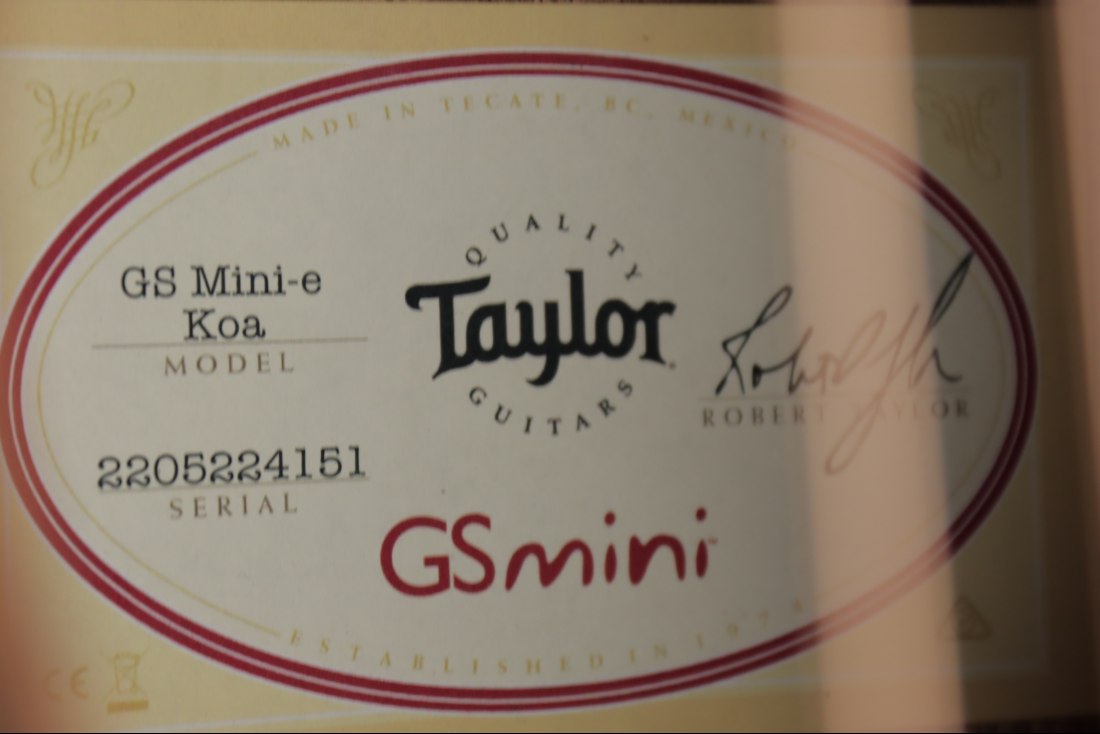 MADE IN TECATE, BC, MEXICO
GS Mini-e
Koa
MODEL
2205224151
SERIAL
QUALITY
Taylor
GUITARS
ROBERT TAYLOR
GSmini
ESTABLISHED IN 1974
CE